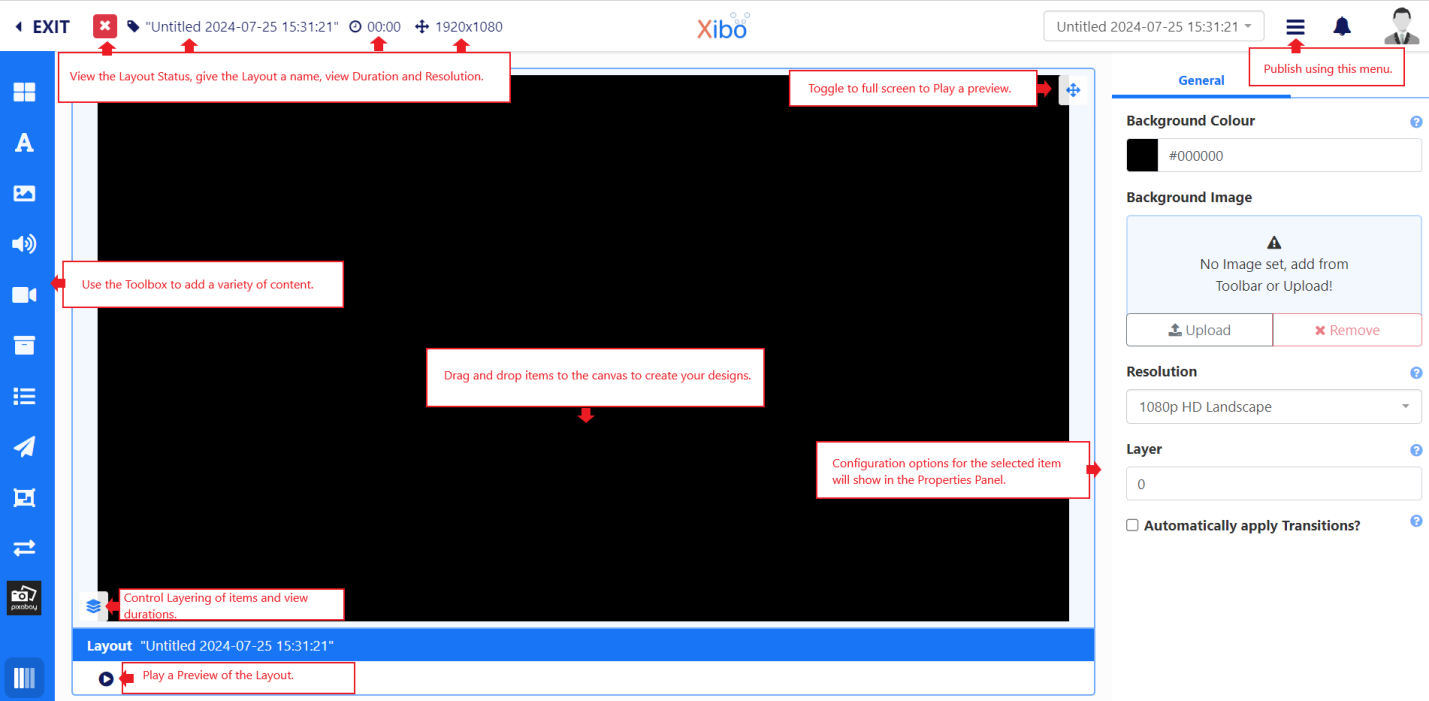 EXIT
"Untitled 2024-07-25 15:31:21"
00:00
1920x1080
Xibo
Untitled 2024-07-25 15:31:21
View the Layout Status, give the Layout a name, view Duration and Resolution.
Toggle to full screen to Play a preview.
Publish using this menu.
General
Background Colour
#000000
Background Image
No Image set, add from
Toolbar or Upload!
Upload
Remove
Use the Toolbox to add a variety of content.
Drag and drop items to the canvas to create your designs.
Resolution
1080p HD Landscape
Configuration options for the selected item
will show in the Properties Panel.
Layer
0
Automatically apply Transitions?
pixabay
Control Layering of items and view
durations.
Layout "Untitled 2024-07-25 15:31:21"
Play a Preview of the Layout.